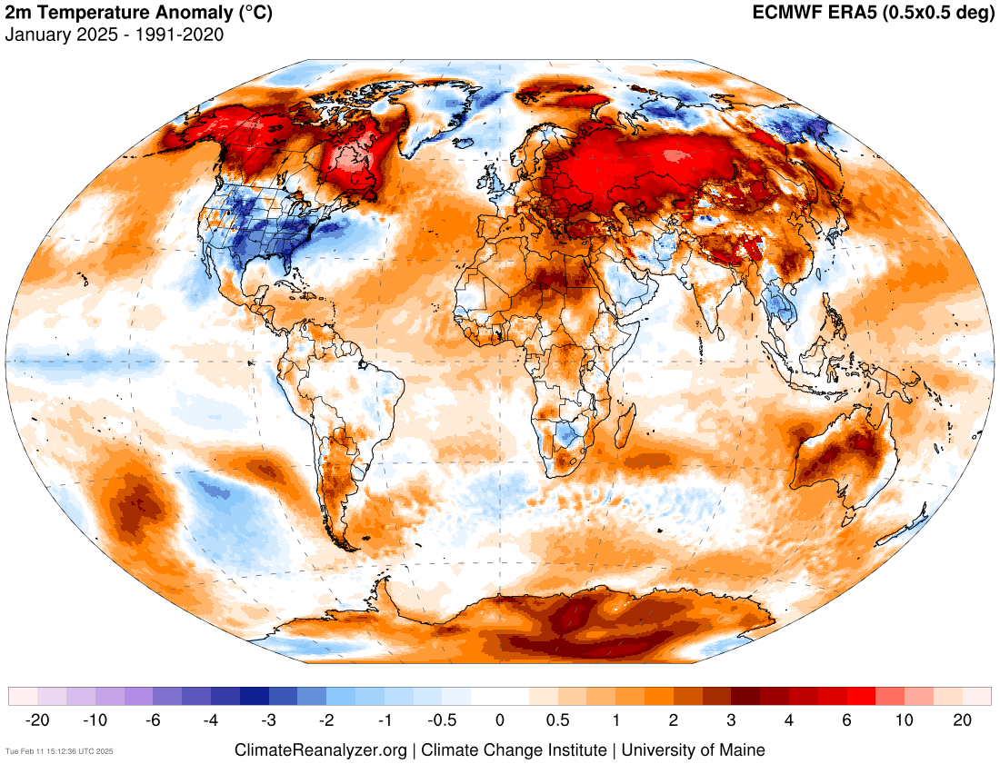 2m Temperature Anomaly (°C)
ECMWF ERA5 (0.5x0.5 deg)
January 2025 - 1991-2020
-20 -10 -6 -4 -3 -2 -1 -0.5 0 0.5 1 2 3 4 6 10 20
Tue Feb 11 15:12:36 UTC 2025
ClimateReanalyzer.org | Climate Change Institute | University of Maine